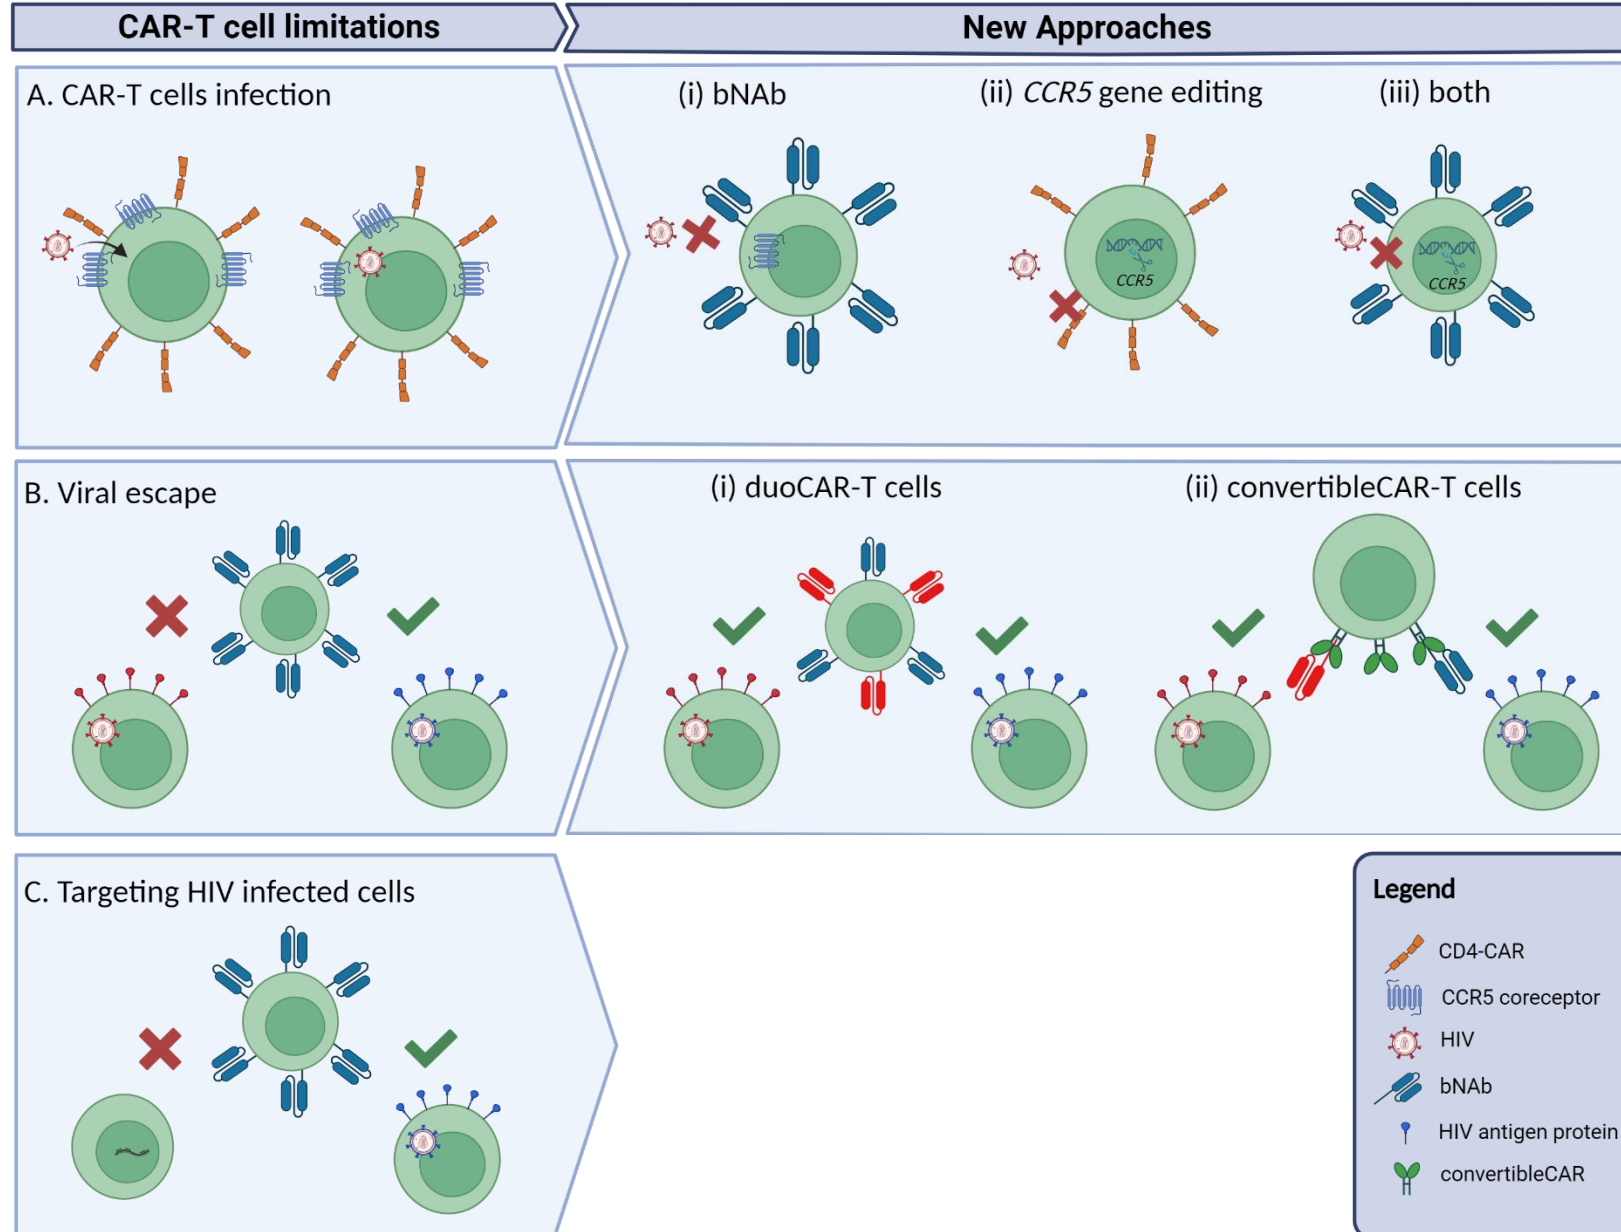 CAR-T cell limitations
New Approaches
A. CAR-T cells infection
(i) bNAb
(ii) CCR5 gene editing
(iii) both
CCR5
CCR5
B. Viral escape
(i) duoCAR-T cells
(ii) convertibleCAR-T cells
C. Targeting HIV infected cells
Legend
CD4-CAR
CCR5 coreceptor
HIV
bNAb
HIV antigen protein
convertibleCAR